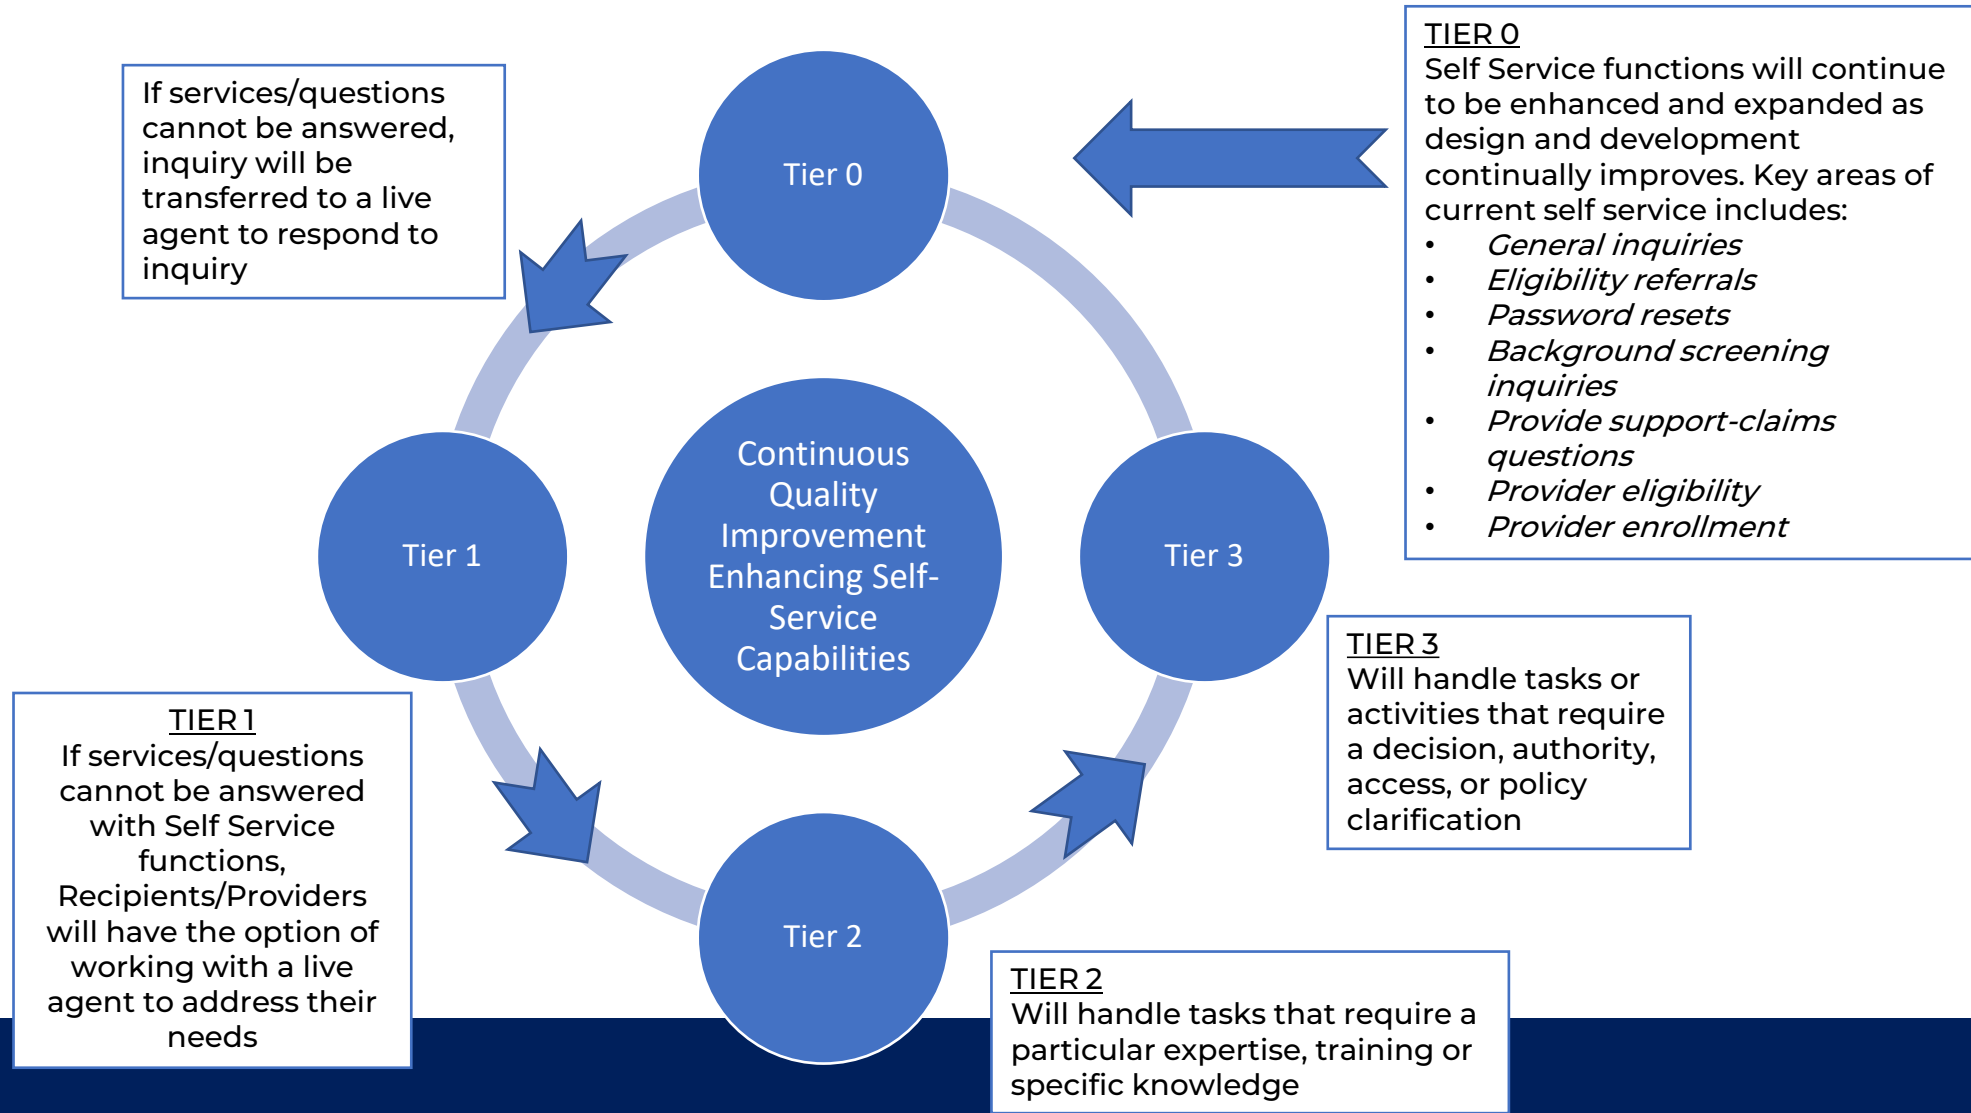 If services/questions
cannot be answered,
inquiry will be
transferred to a live
agent to respond to
inquiry
Tier 0
TIER 0
Self Service functions will continue
to be enhanced and expanded as
design and development
continually improves. Key areas of
current self service includes:
• General inquiries
• Eligibility referrals
• Password resets
• Background screening
inquiries
• Provide support-claims
questions
• Provider eligibility
• Provider enrollment
Tier 1
Continuous
Quality
Improvement
Enhancing Self-
Service
Capabilities
Tier 3
TIER 3
Will handle tasks or
activities that require
a decision, authority,
access, or policy
clarification
TIER 1
If services/questions
cannot be answered
with Self Service
functions,
Recipients/Providers
will have the option of
working with a live
agent to address their
needs
Tier 2
TIER 2
Will handle tasks that require a
particular expertise, training or
specific knowledge